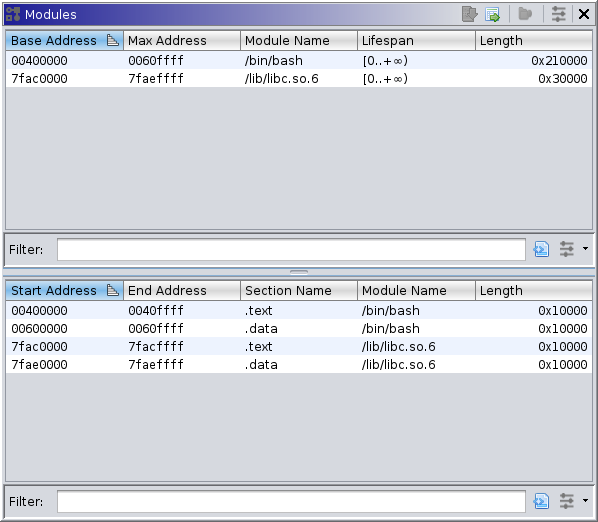 Modules
Base Address Max Address Module Name Lifespan Length
00400000 0060ffff /bin/bash [0..+∞) 0x210000
7fac0000 7faeffff /lib/libc.so.6 [0..+∞) 0x30000
Filter:
Start Address End Address Section Name Module Name Length
00400000 0040ffff .text /bin/bash 0x10000
00600000 0060ffff .data /bin/bash 0x10000
7fac0000 7facffff .text /lib/libc.so.6 0x10000
7fae0000 7faeffff .data /lib/libc.so.6 0x10000
Filter: